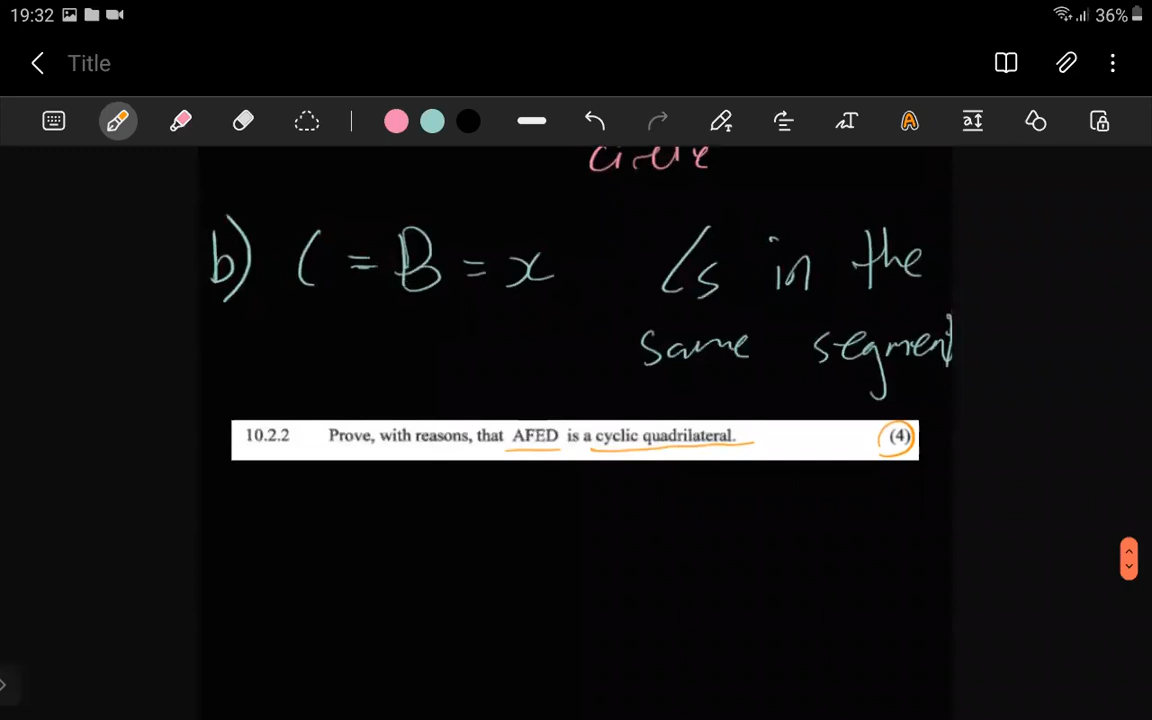 19:32 36%
Title
circle
b) C = B = x ∠s in the
same segment
10.2.2 Prove, with reasons, that AFED is a cyclic quadrilateral. (4)